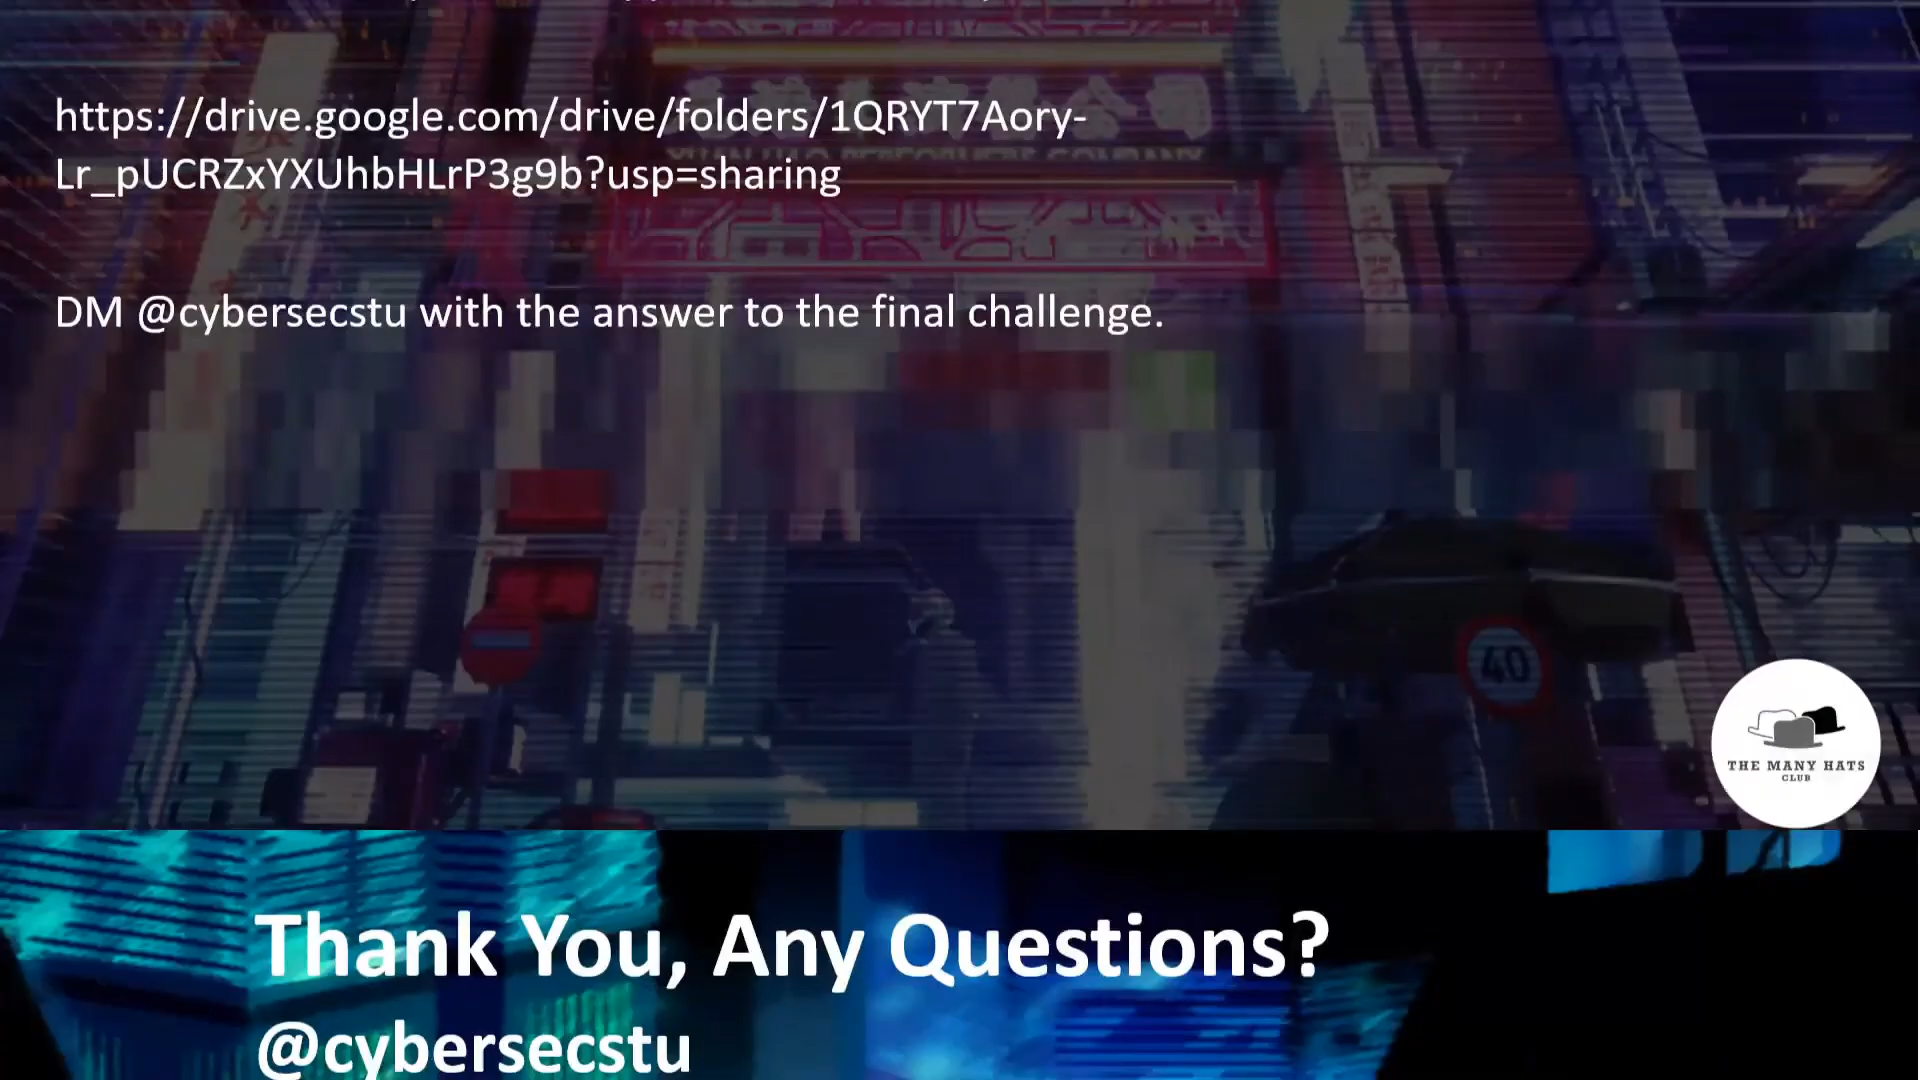 https://drive.google.com/drive/folders/1QRYT7Aory-
Lr_pUCRZxYXUhbHLrP3g9b?usp=sharing
DM @cybersecstu with the answer to the final challenge.
40
THE MANY HATS
CLUB
Thank You, Any Questions?
@cybersecstu